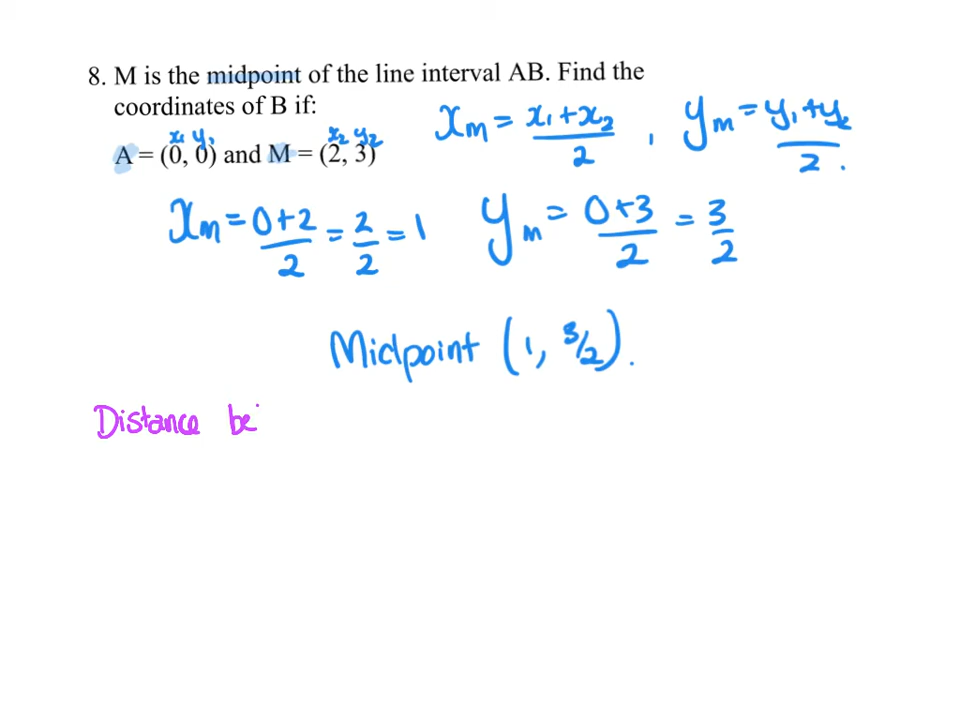 8. M is the midpoint of the line interval AB. Find the
coordinates of B if:
xₘ = x₁ + x₂ / 2 , yₘ = y₁ + y₂ / 2 .
x₁ y₁ x₂ y₂
A = (0, 0) and M = (2, 3)
xₘ = 0+2 / 2 = 2 / 2 = 1 yₘ = 0+3 / 2 = 3 / 2
Midpoint (1, 3/2).
Distance be